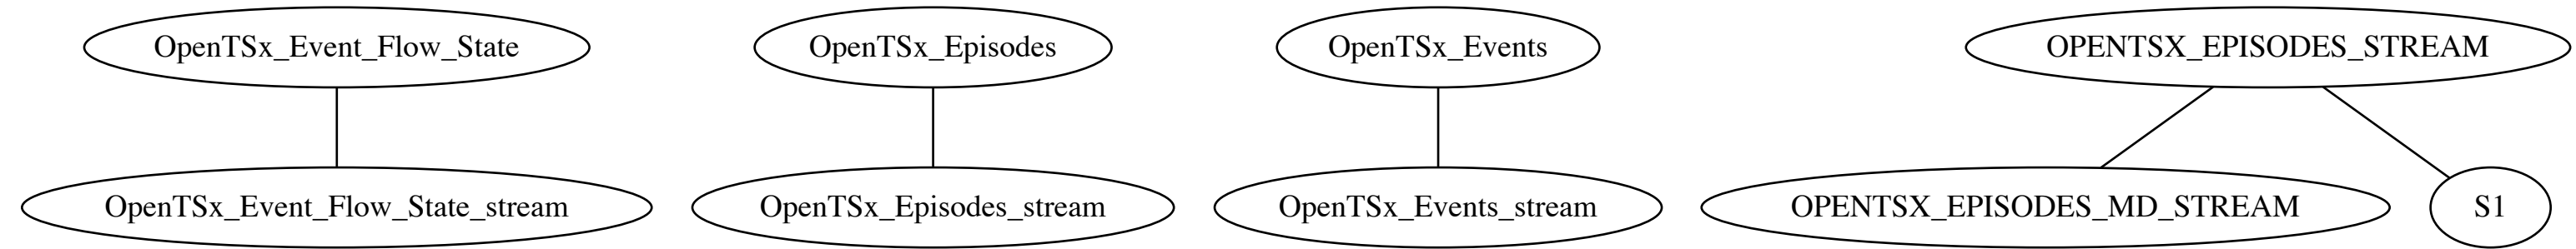 OpenTSx_Event_Flow_State
OpenTSx_Episodes
OpenTSx_Events
OPENTSX_EPISODES_STREAM
OpenTSx_Event_Flow_State_stream
OpenTSx_Episodes_stream
OpenTSx_Events_stream
OPENTSX_EPISODES_MD_STREAM
S1